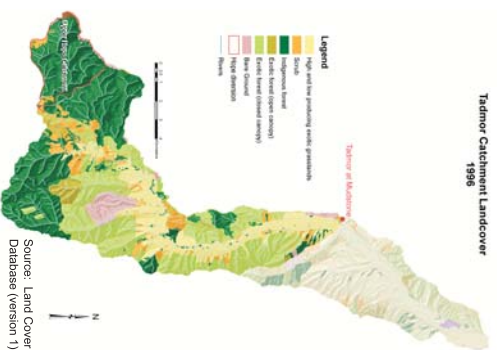 Tadmor Catchment Landcover
1996
Tadmor at Mudstone
Legend
High and low producing exotic grasslands
Scrub
Indigenous forest
Exotic forest (open canopy)
Exotic forest (closed canopy)
Bare Ground
Hope diversion
Rivers
N
Source: Land Cover
Database (version 1)